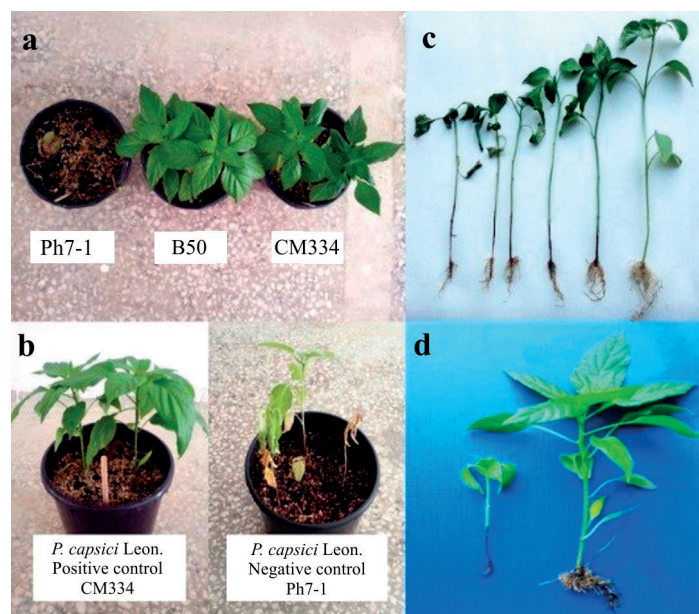 a
Ph7-1
B50
CM334
b
P. capsici Leon.
Positive control
CM334
P. capsici Leon.
Negative control
Ph7-1
c
d